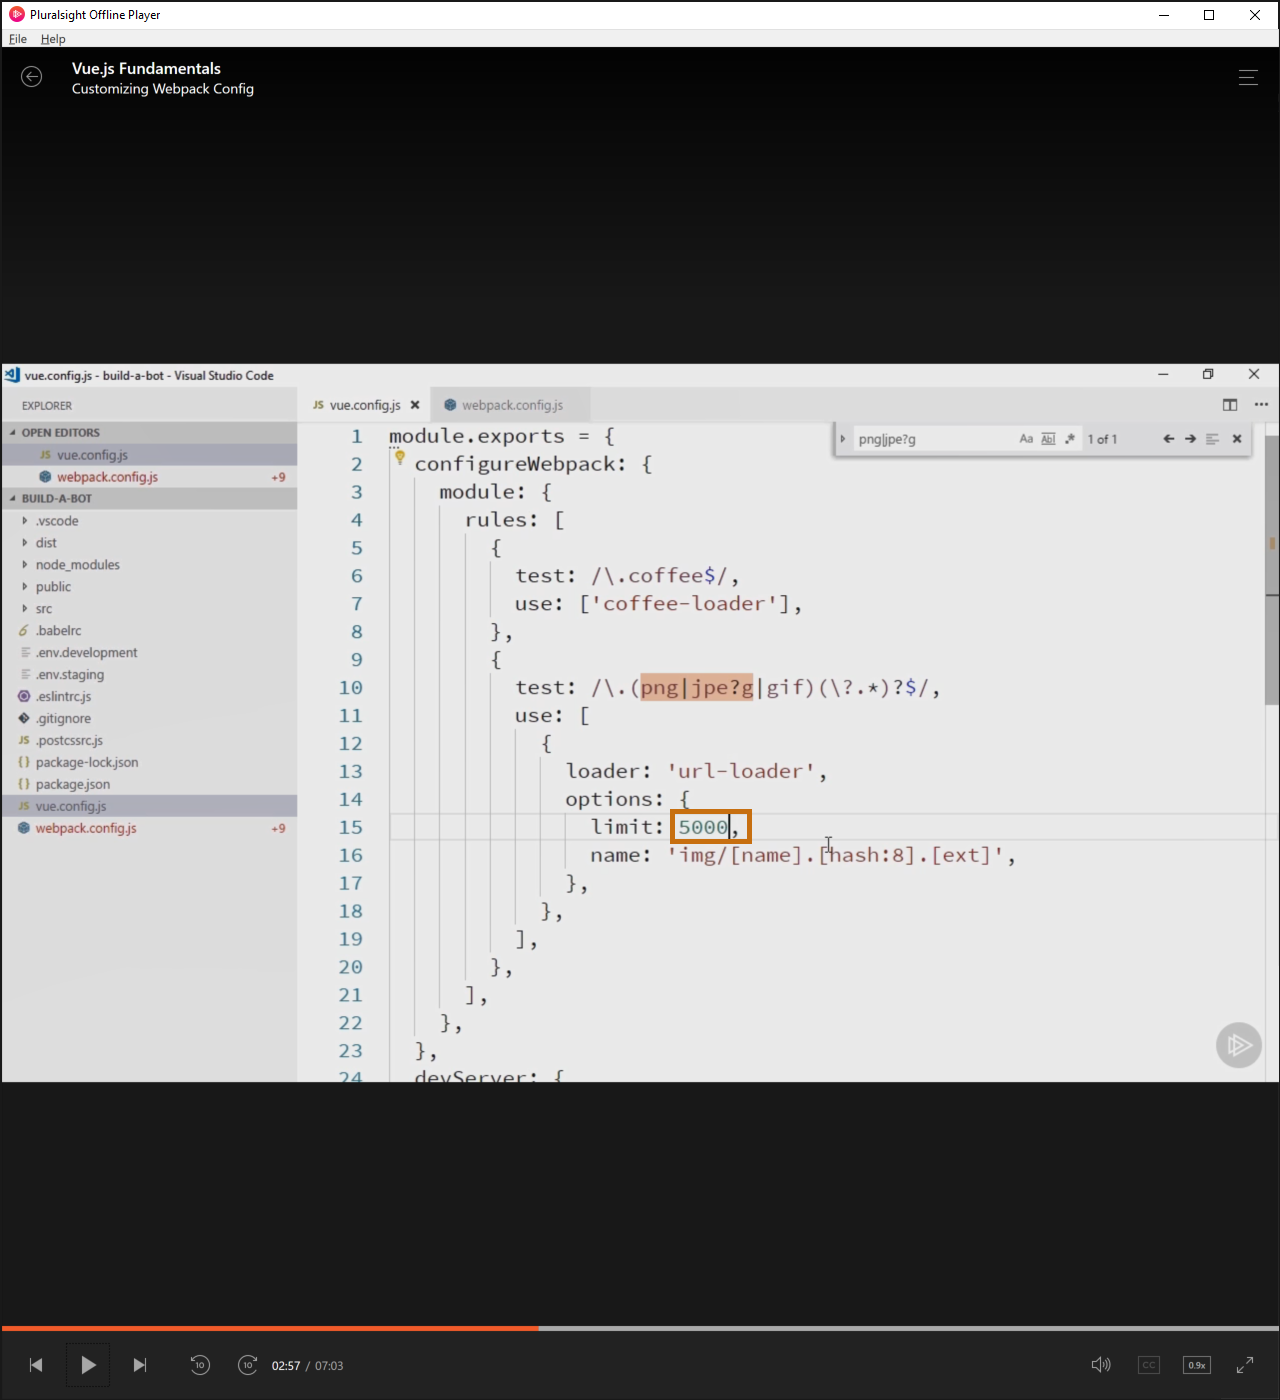 Pluralsight Offline Player
File Help
Vue.js Fundamentals
Customizing Webpack Config
vue.config.js - build-a-bot - Visual Studio Code
EXPLORER
OPEN EDITORS
vue.config.js
webpack.config.js +9
BUILD-A-BOT
.vscode
dist
node_modules
public
src
.babelrc
.env.development
.env.staging
.eslintrc.js
.gitignore
JS .postcssrc.js
{} package-lock.json
{} package.json
JS vue.config.js
webpack.config.js +9
JS vue.config.js
webpack.config.js
png|jpe?g Aa Abl .* 1 of 1
1 module.exports = {
2 configureWebpack: {
3 module: {
4 rules: [
5 {
6 test: /\.coffee$/,
7 use: ['coffee-loader'],
8 },
9 {
10 test: /\.(png|jpe?g|gif)(\?.*)?$/,
11 use: [
12 {
13 loader: 'url-loader',
14 options: {
15 limit: 5000,
16 name: 'img/[name].[hash:8].[ext]',
17 },
18 },
19 ],
20 },
21 ],
22 },
23 },
24 devServer: {
10 10 02:57 / 07:03 CC 0.9x